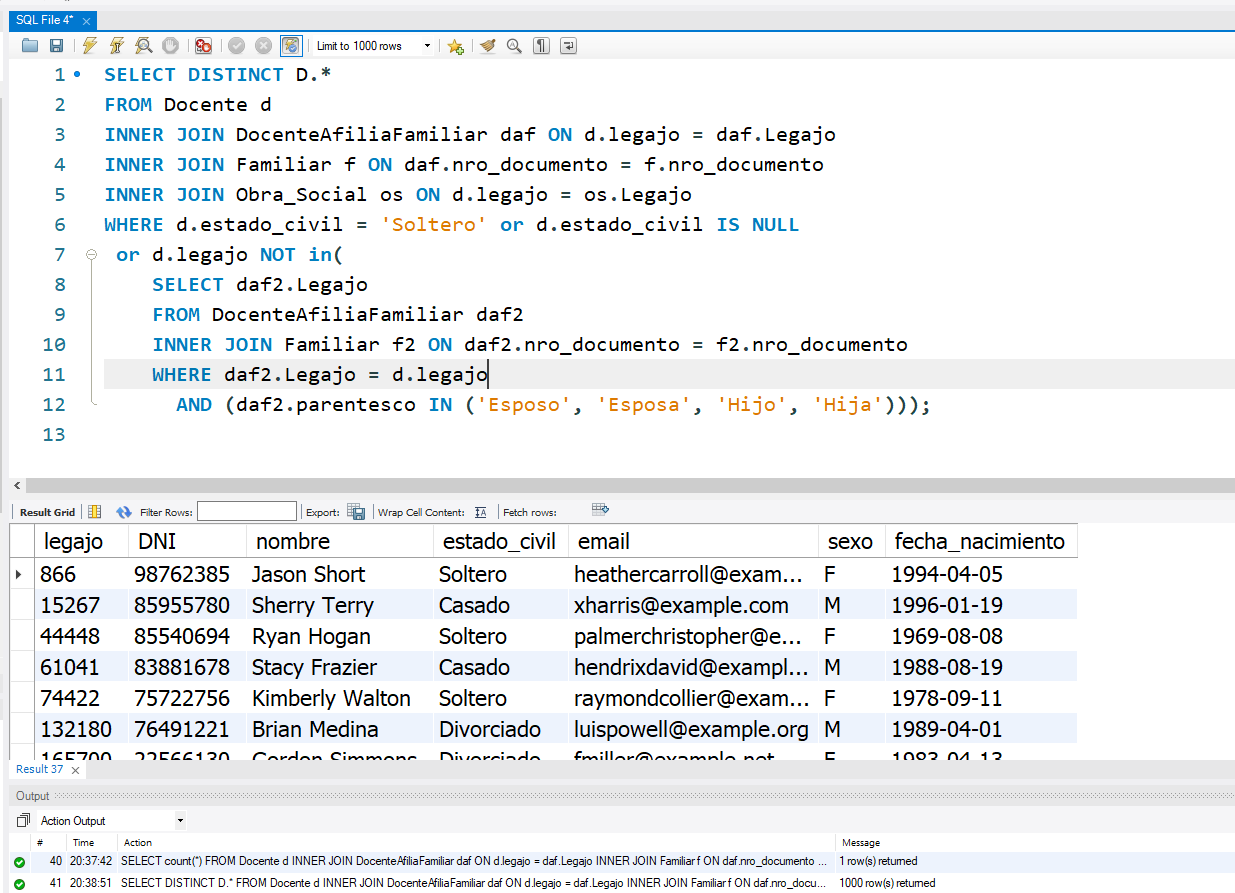 SQL File 4*
Limit to 1000 rows
1 SELECT DISTINCT D.*
2 FROM Docente d
3 INNER JOIN DocenteAfiliaFamiliar daf ON d.legajo = daf.Legajo
4 INNER JOIN Familiar f ON daf.nro_documento = f.nro_documento
5 INNER JOIN Obra_Social os ON d.legajo = os.Legajo
6 WHERE d.estado_civil = 'Soltero' or d.estado_civil IS NULL
7 or d.legajo NOT in(
8 SELECT daf2.Legajo
9 FROM DocenteAfiliaFamiliar daf2
10 INNER JOIN Familiar f2 ON daf2.nro_documento = f2.nro_documento
11 WHERE daf2.Legajo = d.legajo
12 AND (daf2.parentesco IN ('Esposo', 'Esposa', 'Hijo', 'Hija')));
13
Result Grid Filter Rows: Export: Wrap Cell Content: Fetch rows:
legajo DNI nombre estado_civil email sexo fecha_nacimiento
866 98762385 Jason Short Soltero heathercarroll@exam... F 1994-04-05
15267 85955780 Sherry Terry Casado xharris@example.com M 1996-01-19
44448 85540694 Ryan Hogan Soltero palmerchristopher@e... F 1969-08-08
61041 83881678 Stacy Frazier Casado hendrixdavid@exampl... M 1988-08-19
74422 75722756 Kimberly Walton Soltero raymondcollier@exam... F 1978-09-11
132180 76491221 Brian Medina Divorciado luispowell@example.org M 1989-04-01
165700 22566130 Gordon Simmons Divorciado fmiller@example.net F 1983-04-13
Result 37
Output
Action Output
# Time Action Message
40 20:37:42 SELECT count(*) FROM Docente d INNER JOIN DocenteAfiliaFamiliar daf ON d.legajo = daf.Legajo INNER JOIN Familiar f ON daf.nro_documento ... 1 row(s) returned
41 20:38:51 SELECT DISTINCT D.* FROM Docente d INNER JOIN DocenteAfiliaFamiliar daf ON d.legajo = daf.Legajo INNER JOIN Familiar f ON daf.nro_docu... 1000 row(s) returned